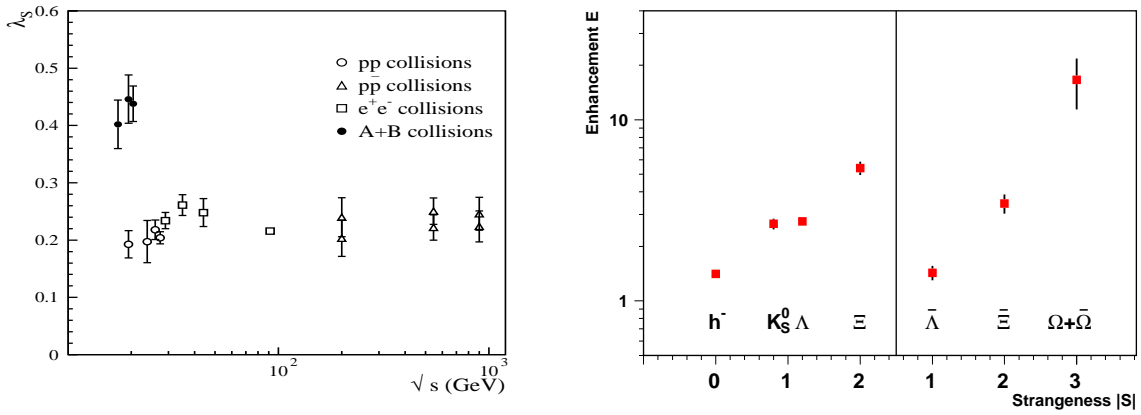 λS
0.6
0.5
0.4
0.3
0.2
0.1
0
10²
10³
√ s (GeV)
pp collisions
pp̄ collisions
e⁺e⁻ collisions
A+B collisions
Enhancement E
10
1
h⁻ K⁰S Λ Ξ Λ̄ Ξ̄ Ω+Ω̄
0 1 2 1 2 3
Strangeness |S|